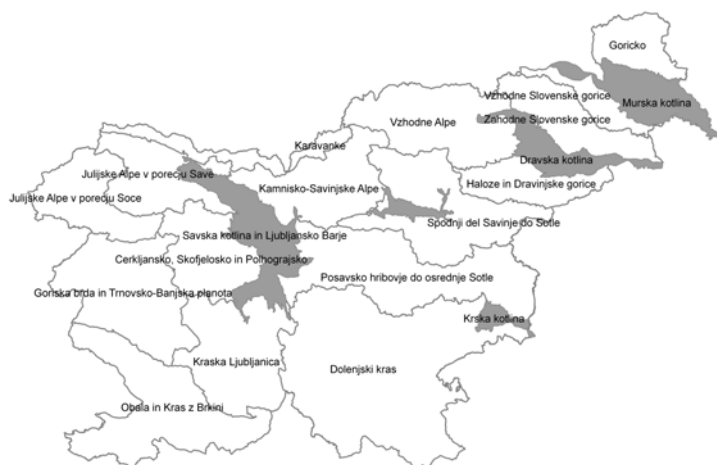 Goricko
Vzhodne Slovenske gorice
Murska kotlina
Vzhodne Alpe
Zahodne Slovenske gorice
Karavanke
Dravska kotlina
Julijske Alpe v porecju Save
Kamnisko-Savinjske Alpe
Haloze in Dravinjske gorice
Julijske Alpe v porecju Soce
Spodnji del Savinje do Sotle
Savska kotlina in Ljubljansko Barje
Cerkljansko, Skofjelosko in Polhograjsko
Posavsko hribovje do osrednje Sotle
Goriska brda in Trnovsko-Banjska planota
Krska kotlina
Kraska Ljubljanica
Dolenjski kras
Obala in Kras z Brkini